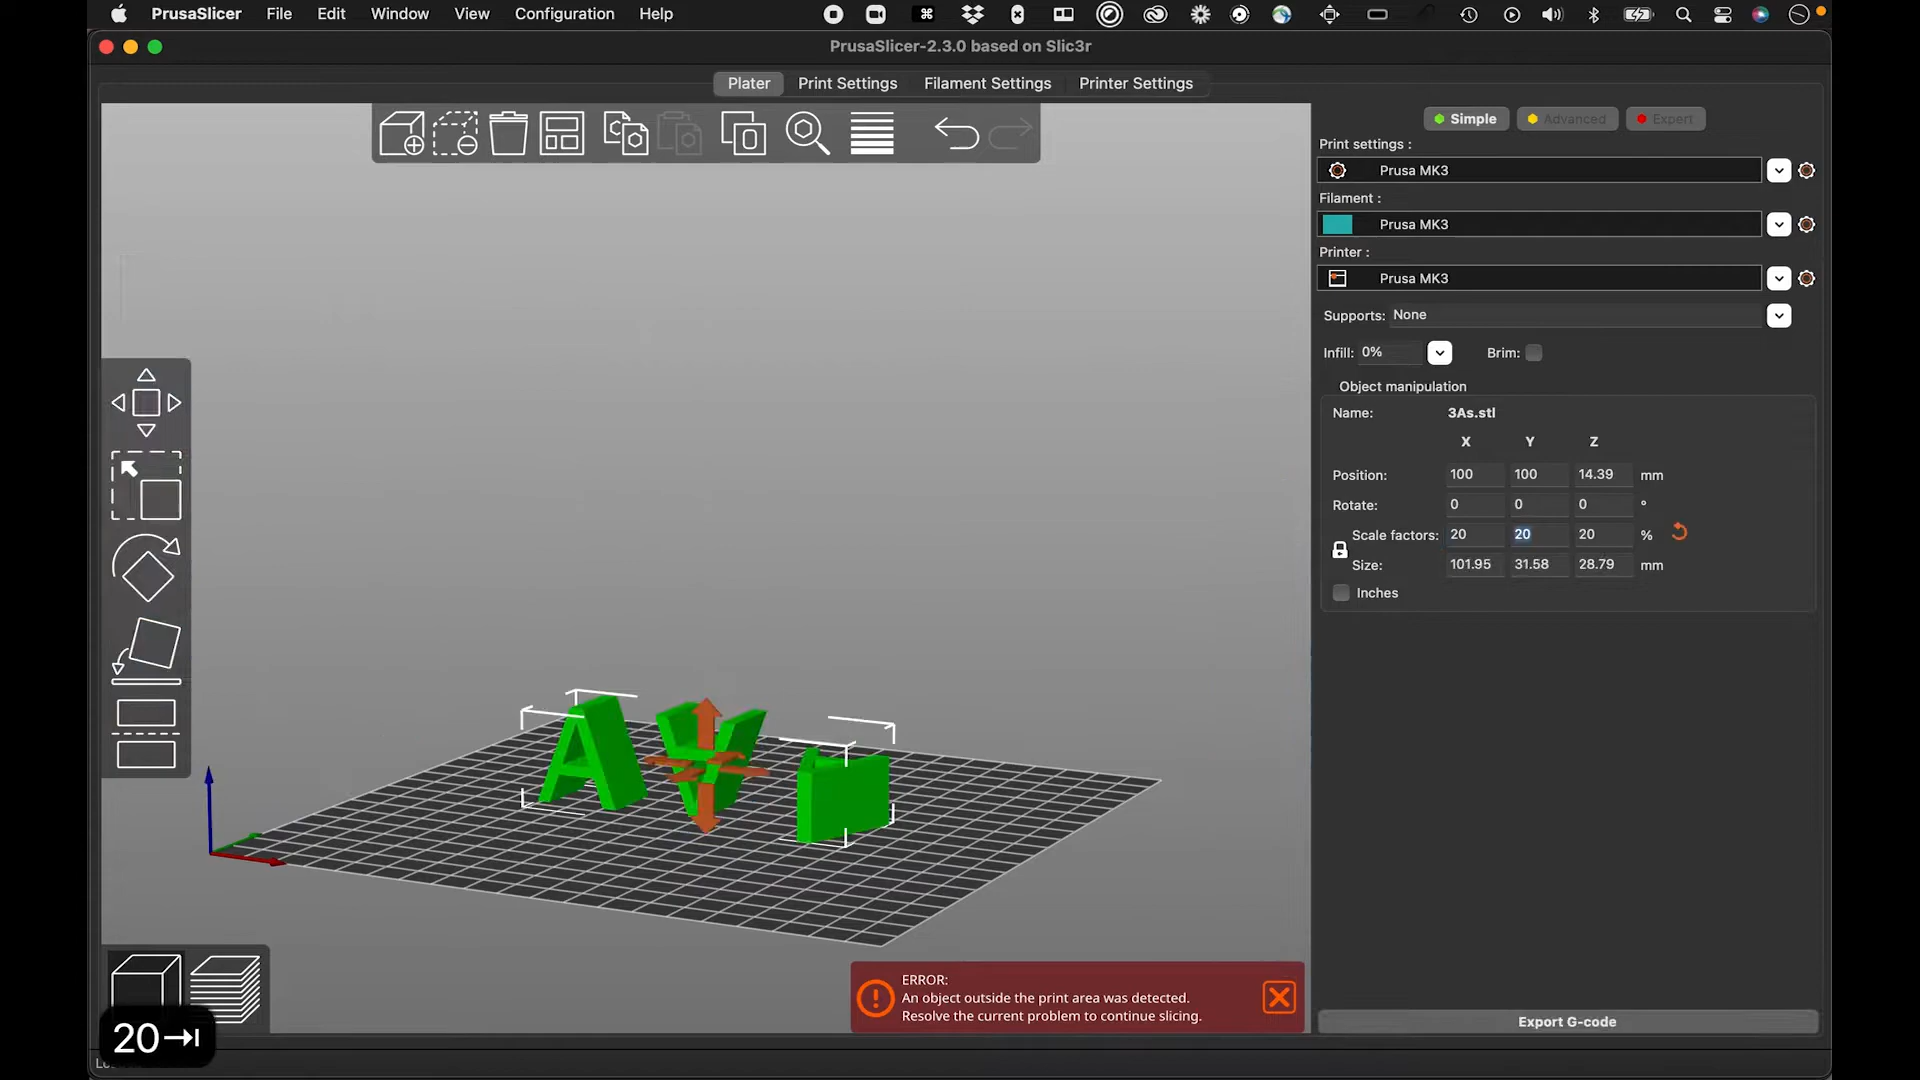 PrusaSlicer File Edit Window View Configuration Help
PrusaSlicer-2.3.0 based on Slic3r
Plater Print Settings Filament Settings Printer Settings
Simple Advanced Expert
Print settings :
Prusa MK3
Filament :
Prusa MK3
Printer :
Prusa MK3
Supports: None
Infill: 0% Brim:
Object manipulation
Name: 3As.stl
X Y Z
Position: 100 100 14.39 mm
Rotate: 0 0 0 °
Scale factors: 20 20 20 %
Size: 101.95 31.58 28.79 mm
Inches
ERROR:
An object outside the print area was detected.
Resolve the current problem to continue slicing.
Export G-code
20⇥